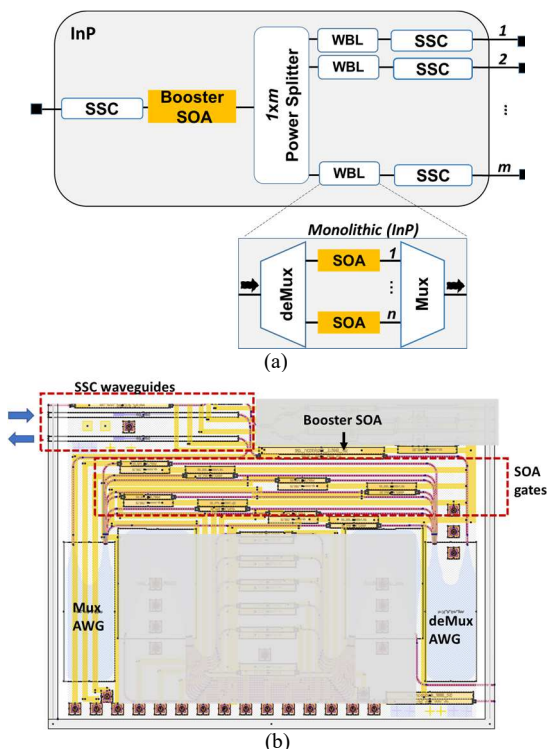 InP
SSC
Booster
SOA
1xm
Power Splitter
WBL
SSC
1
WBL
SSC
2
...
WBL
SSC
m
Monolithic (InP)
deMux
SOA
1
...
SOA
n
Mux
(a)
SSC waveguides
Booster SOA
SOA
gates
Mux
AWG
deMux
AWG
(b)